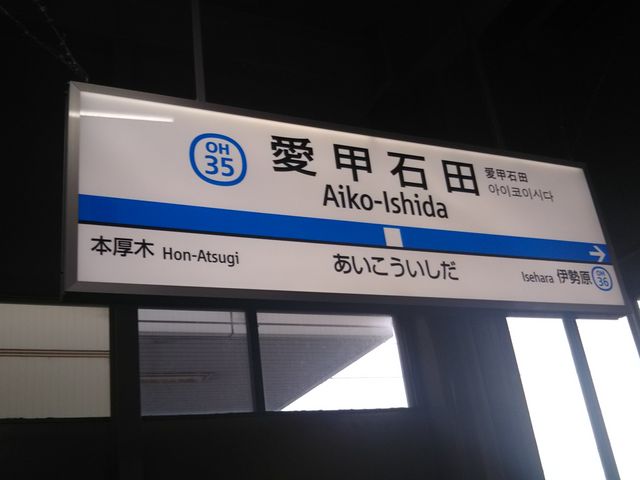 OH
35
愛甲石田
Aiko-Ishida
愛甲石田
아이코이시다
本厚木 Hon-Atsugi
あいこういしだ
Isehara 伊勢原 OH
36